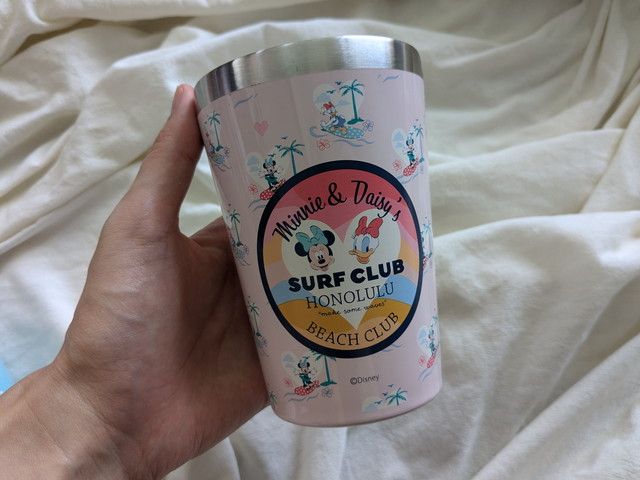 Minnie & Daisy's
SURF CLUB
HONOLULU
"make some waves"
BEACH CLUB
©Disney